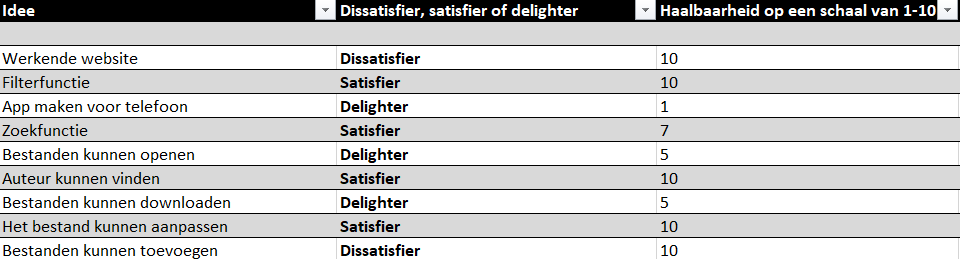 Idee Dissatisfier, satisfier of delighter Haalbaarheid op een schaal van 1-10
Werkende website Dissatisfier 10
Filterfunctie Satisfier 10
App maken voor telefoon Delighter 1
Zoekfunctie Satisfier 7
Bestanden kunnen openen Delighter 5
Auteur kunnen vinden Satisfier 10
Bestanden kunnen downloaden Delighter 5
Het bestand kunnen aanpassen Satisfier 10
Bestanden kunnen toevoegen Dissatisfier 10